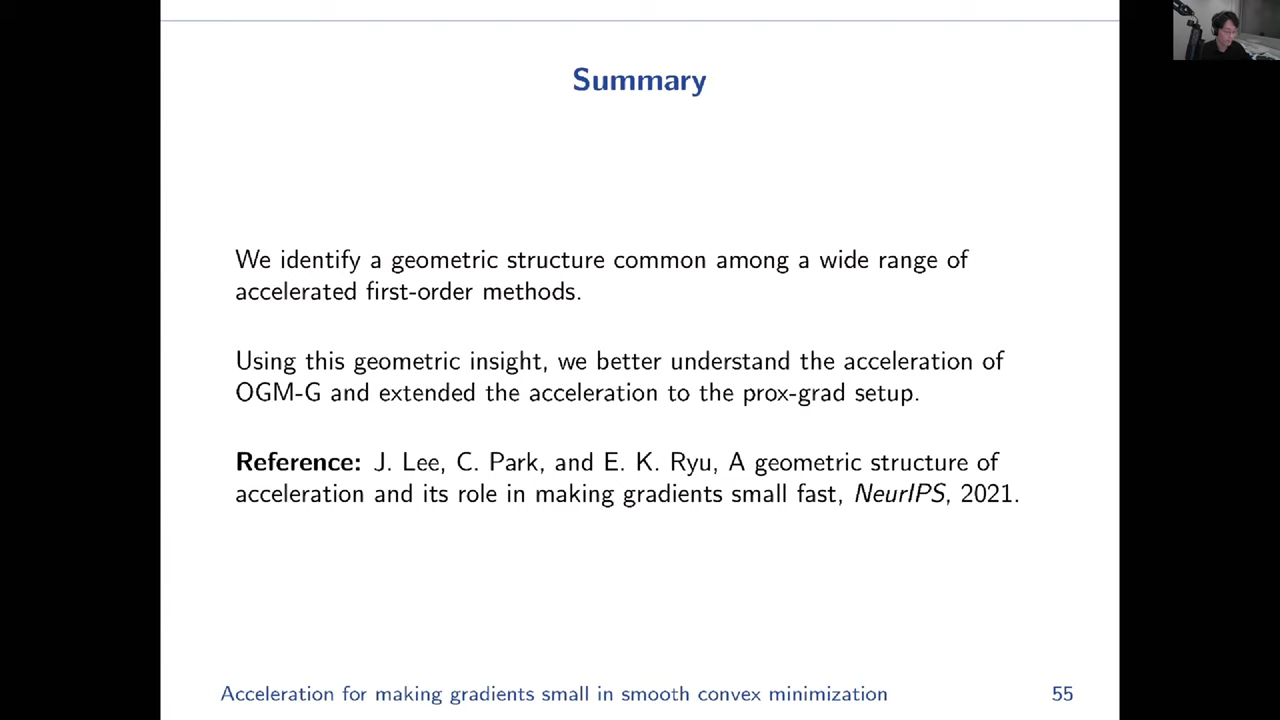 Summary
We identify a geometric structure common among a wide range of
accelerated first-order methods.
Using this geometric insight, we better understand the acceleration of
OGM-G and extended the acceleration to the prox-grad setup.
Reference: J. Lee, C. Park, and E. K. Ryu, A geometric structure of
acceleration and its role in making gradients small fast, NeurIPS, 2021.
Acceleration for making gradients small in smooth convex minimization 55